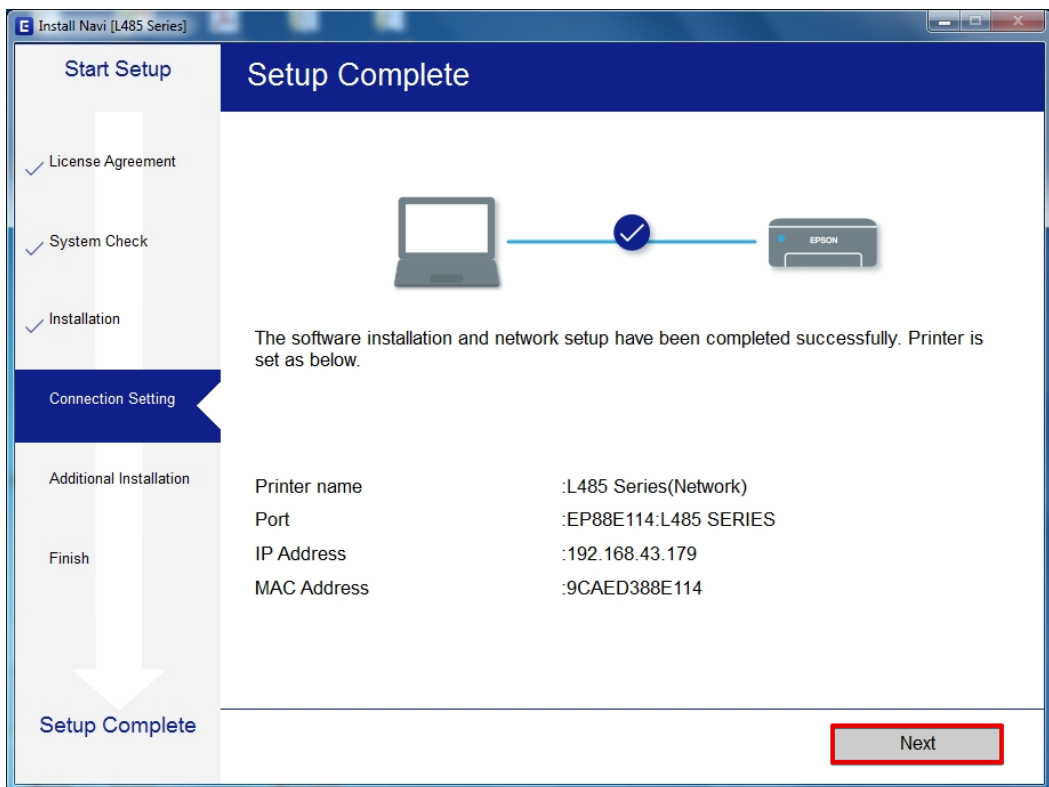 Install Navi [L485 Series]
Start Setup
License Agreement
System Check
Installation
Connection Setting
Additional Installation
Finish
Setup Complete
Setup Complete
EPSON
The software installation and network setup have been completed successfully. Printer is
set as below.
Printer name :L485 Series(Network)
Port :EP88E114:L485 SERIES
IP Address :192.168.43.179
MAC Address :9CAED388E114
Next